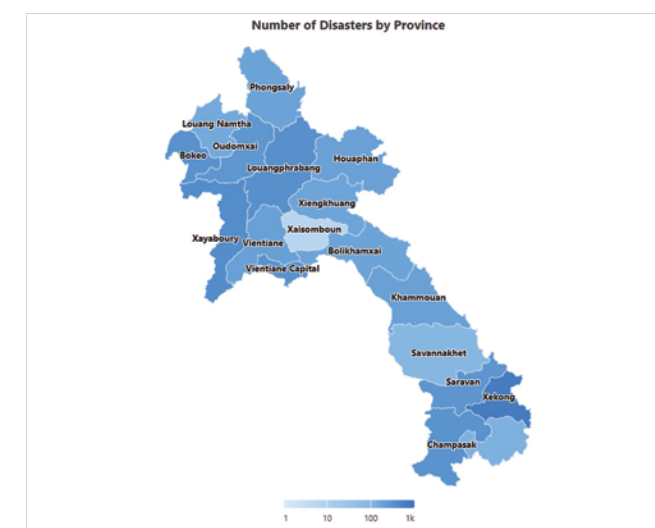 Number of Disasters by Province
Phongsaly
Louang Namtha
Oudomxai
Bokeo
Houaphan
Louangphrabang
Xiengkhuang
Xaisomboun
Xayaboury
Vientiane
Bolikhamxai
Vientiane Capital
Khammouan
Savannakhet
Saravan
Xekong
Champasak
1 10 100 1k